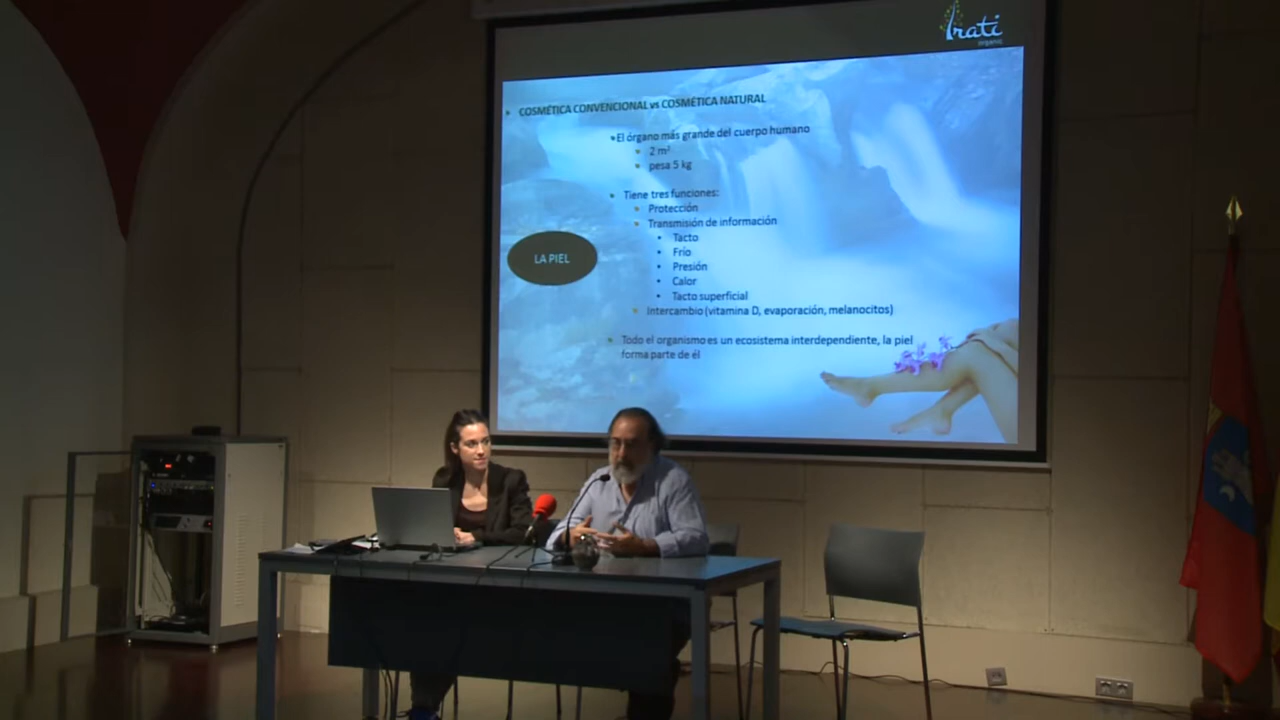 Irati
organic
COSMÉTICA CONVENCIONAL vs COSMÉTICA NATURAL
El órgano más grande del cuerpo humano
2 m²
pesa 5 kg
Tiene tres funciones:
Protección
Transmisión de información
Tacto
Frío
Presión
Calor
Tacto superficial
Intercambio (vitamina D, evaporación, melanocitos)
LA PIEL
Todo el organismo es un ecosistema interdependiente, la piel
forma parte de él